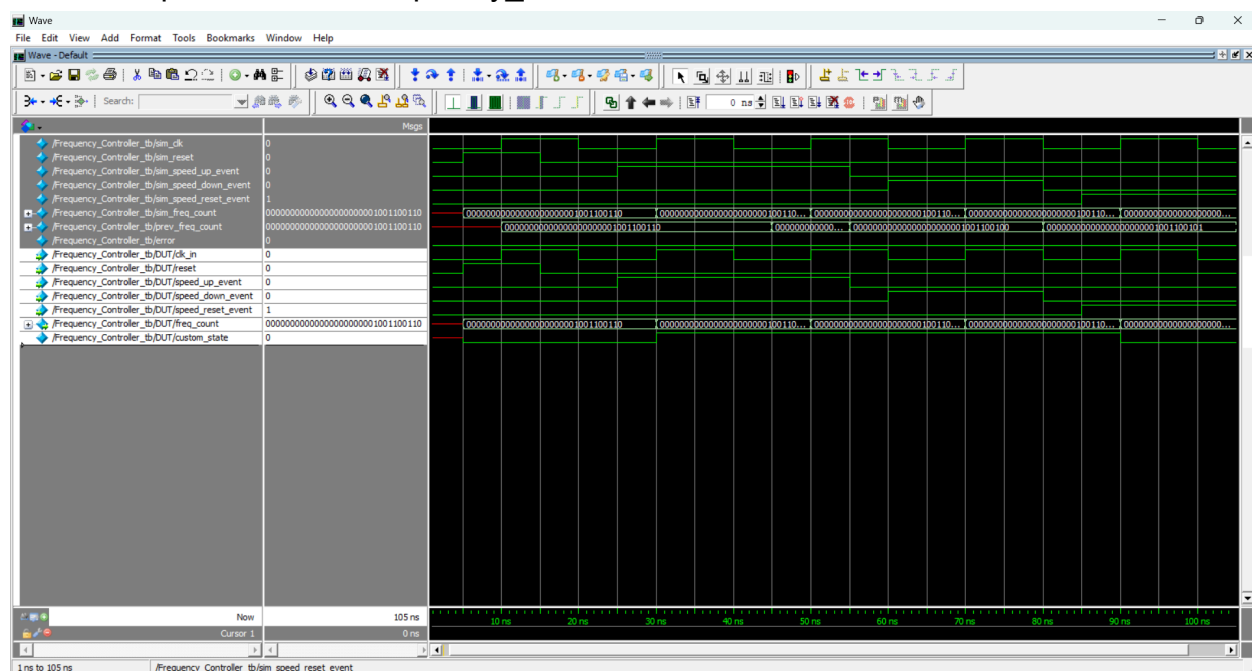 Wave
File Edit View Add Format Tools Bookmarks Window Help
Wave - Default
Search:
0 ns
Msgs
/Frequency_Controller_tb/sim_clk 0
/Frequency_Controller_tb/sim_reset 0
/Frequency_Controller_tb/sim_speed_up_event 0
/Frequency_Controller_tb/sim_speed_down_event 0
/Frequency_Controller_tb/sim_speed_reset_event 1
/Frequency_Controller_tb/sim_freq_count 00000000000000000000001001100110
/Frequency_Controller_tb/prev_freq_count 00000000000000000000001001100110
/Frequency_Controller_tb/error 0
/Frequency_Controller_tb/DUT/clk_in 0
/Frequency_Controller_tb/DUT/reset 0
/Frequency_Controller_tb/DUT/speed_up_event 0
/Frequency_Controller_tb/DUT/speed_down_event 0
/Frequency_Controller_tb/DUT/speed_reset_event 1
/Frequency_Controller_tb/DUT/freq_count 00000000000000000000001001100110
/Frequency_Controller_tb/DUT/custom_state 0
Now 105 ns
Cursor 1 0 ns
10 ns 20 ns 30 ns 40 ns 50 ns 60 ns 70 ns 80 ns 90 ns 100 ns
1 ns to 105 ns /Frequency_Controller_tb/sim_speed_reset_event